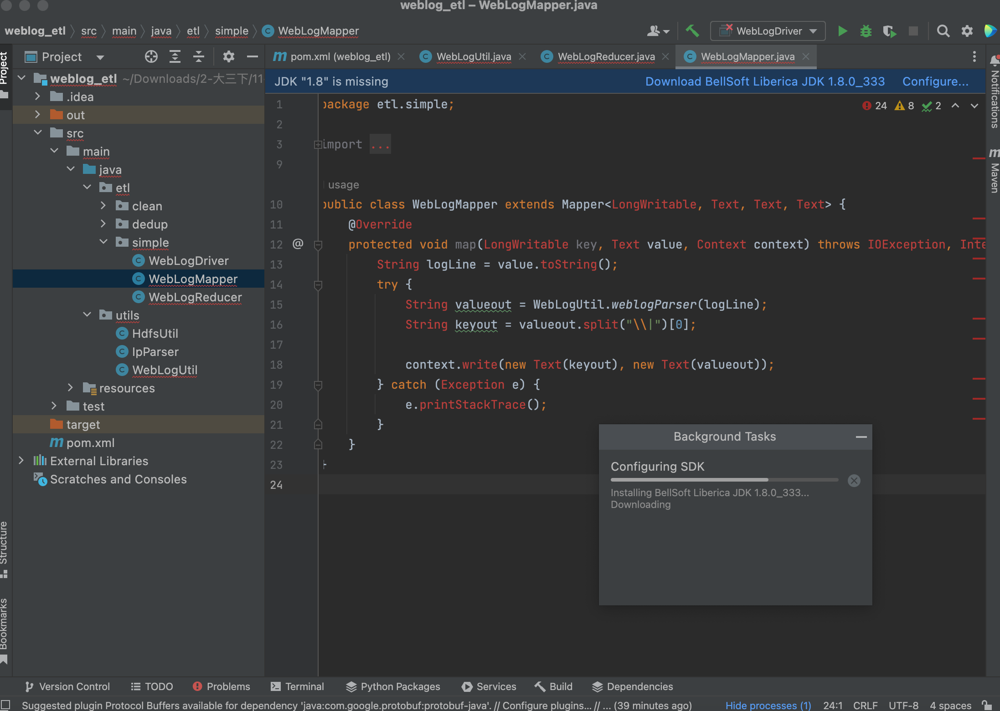 weblog_etl – WebLogMapper.java
weblog_etl
src
main
java
etl
simple
WebLogMapper
WebLogDriver
Project
Project
pom.xml (weblog_etl)
WebLogUtil.java
WebLogReducer.java
WebLogMapper.java
weblog_etl ~/Downloads/2-大三下/11
.idea
out
src
main
java
etl
clean
dedup
simple
WebLogDriver
WebLogMapper
WebLogReducer
utils
HdfsUtil
IpParser
WebLogUtil
resources
test
target
pom.xml
External Libraries
Scratches and Consoles
Structure
Bookmarks
JDK "1.8" is missing
Download BellSoft Liberica JDK 1.8.0_333
Configure...
24 8 2
1 package etl.simple;
2
3 import ...
9
usage
10 public class WebLogMapper extends Mapper<LongWritable, Text, Text, Text> {
11 @Override
12 @ protected void map(LongWritable key, Text value, Context context) throws IOException, Inte
13 String logLine = value.toString();
14 try {
15 String valueout = WebLogUtil.weblogParser(logLine);
16 String keyout = valueout.split("\\|")[0];
17
18 context.write(new Text(keyout), new Text(valueout));
19 } catch (Exception e) {
20 e.printStackTrace();
21 }
22 }
23 }
24
Background Tasks
Configuring SDK
Installing BellSoft Liberica JDK 1.8.0_333...
Downloading
Notifications
Maven
Version Control
TODO
Problems
Terminal
Python Packages
Services
Build
Dependencies
Suggested plugin Protocol Buffers available for dependency 'java:com.google.protobuf:protobuf-java'. // Configure plugins... // ... (39 minutes ago)
Hide processes (1)
24:1
CRLF
UTF-8
4 spaces